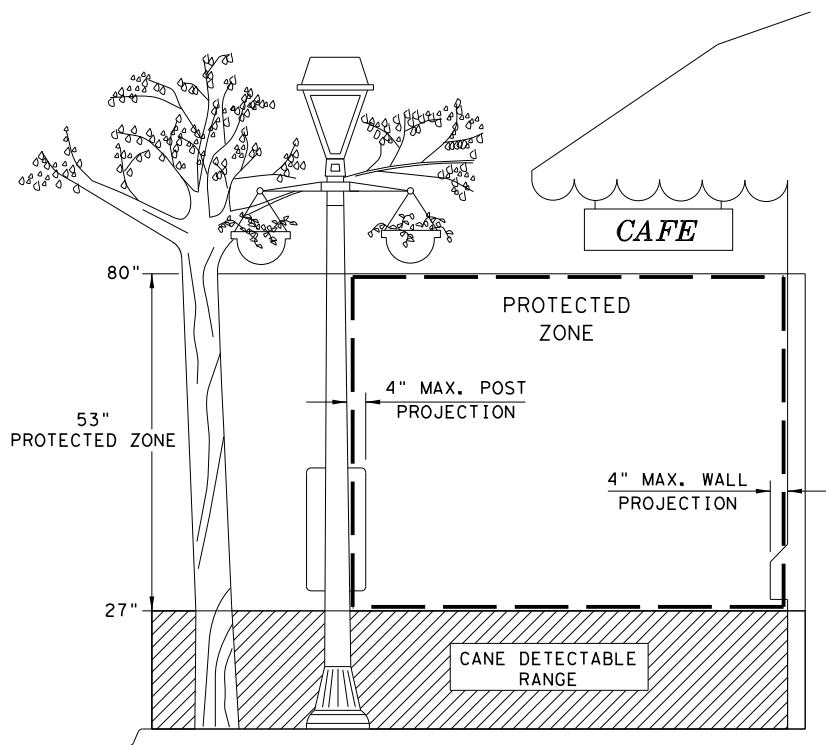 CAFE
80"
PROTECTED
ZONE
4" MAX. POST
PROJECTION
53"
PROTECTED ZONE
4" MAX. WALL
PROJECTION
27"
CANE DETECTABLE
RANGE